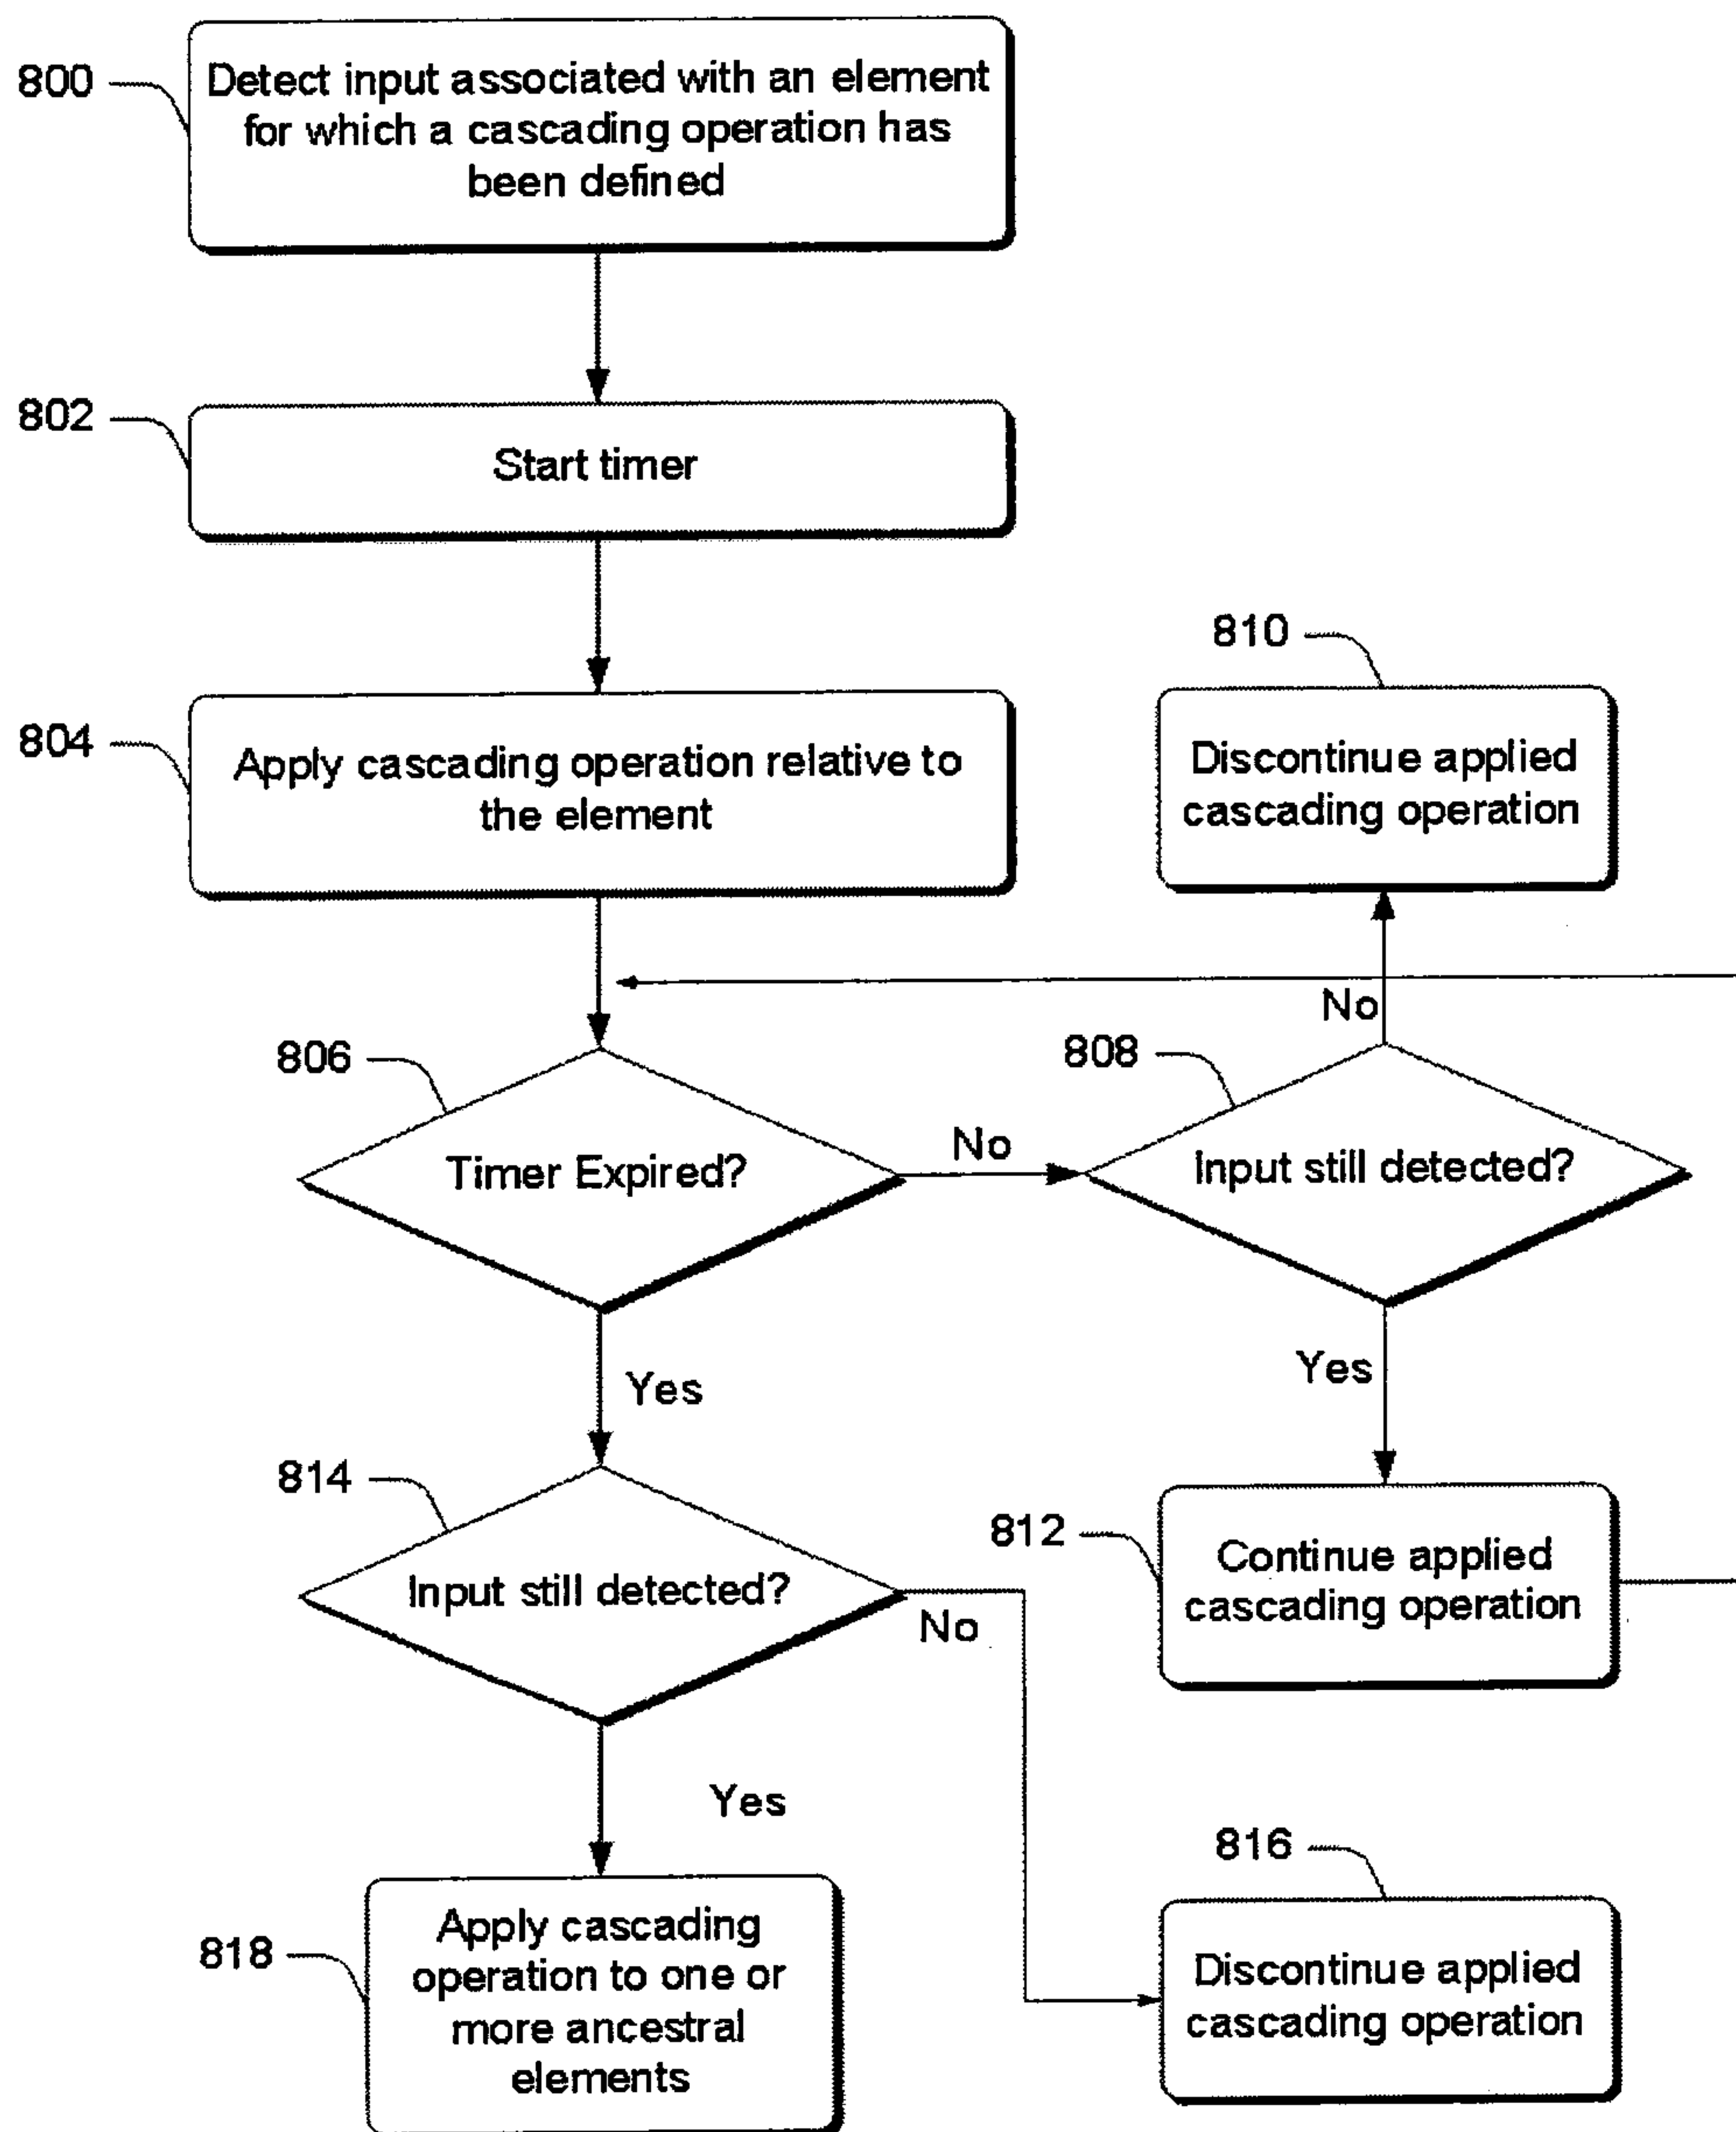 800
Detect input associated with an element
for which a cascading operation has
been defined
802
Start timer
804
Apply cascading operation relative to
the element
810
Discontinue applied
cascading operation
806
Timer Expired?
No
808
Input still detected?
No
Yes
Yes
812
Continue applied
cascading operation
814
Input still detected?
No
Yes
816
Discontinue applied
cascading operation
818
Apply cascading
operation to one or
more ancestral
elements